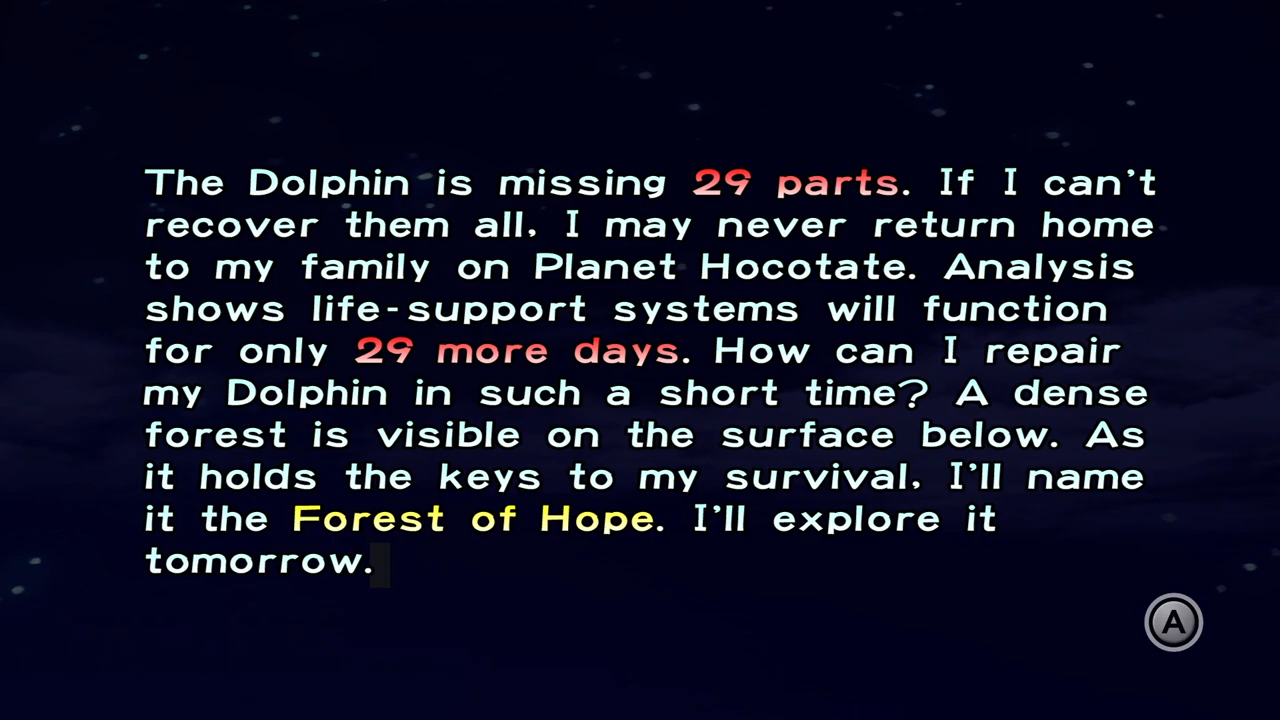 The Dolphin is missing 29 parts. If I can't
recover them all, I may never return home
to my family on Planet Hocotate. Analysis
shows life-support systems will function
for only 29 more days. How can I repair
my Dolphin in such a short time? A dense
forest is visible on the surface below. As
it holds the keys to my survival, I'll name
it the Forest of Hope. I'll explore it
tomorrow.
A